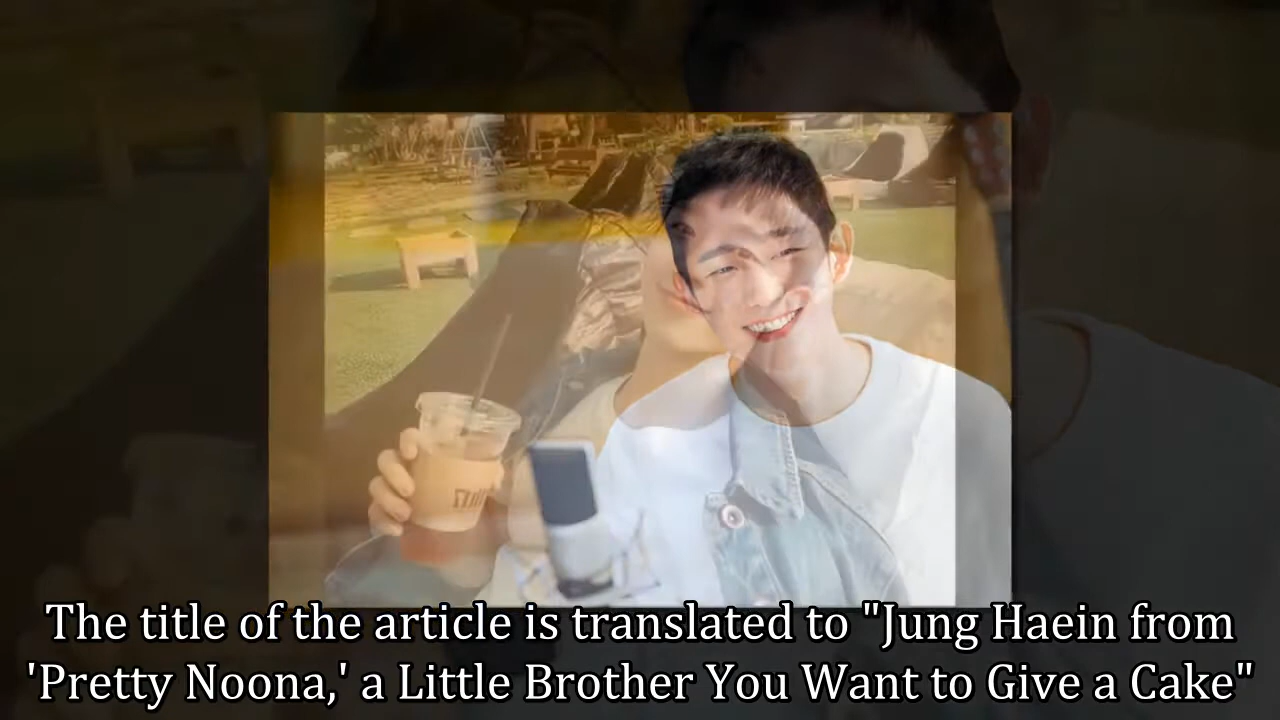 The title of the article is translated to "Jung Haein from
'Pretty Noona,' a Little Brother You Want to Give a Cake"